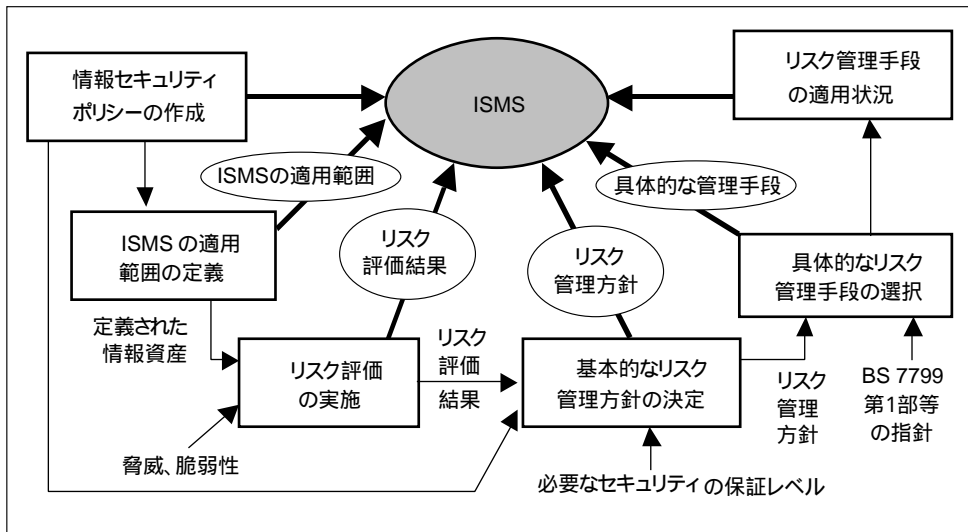 情報セキュリティ
ポリシーの作成
ISMS
リスク管理手段
の適用状況
ISMSの適用範囲
具体的な管理手段
ISMS の適用
範囲の定義
リスク
評価結果
リスク
管理方針
具体的なリスク
管理手段の選択
定義された
情報資産
リスク評価
の実施
リスク
評価
結果
基本的なリスク
管理方針の決定
リスク
管理
方針
BS 7799
第1部等
の指針
脅威、脆弱性
必要なセキュリティの保証レベル